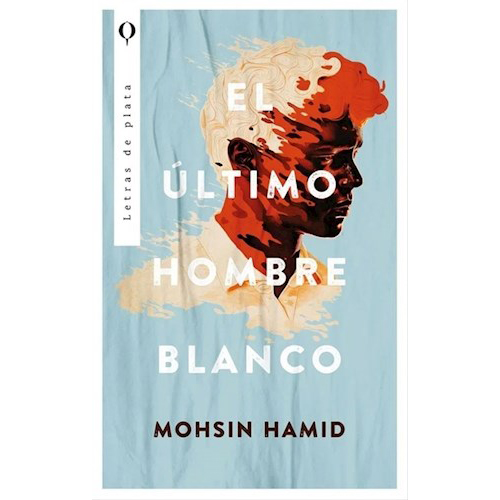 Letras de plata
EL
ÚLTIMO
HOMBRE
BLANCO
MOHSIN HAMID